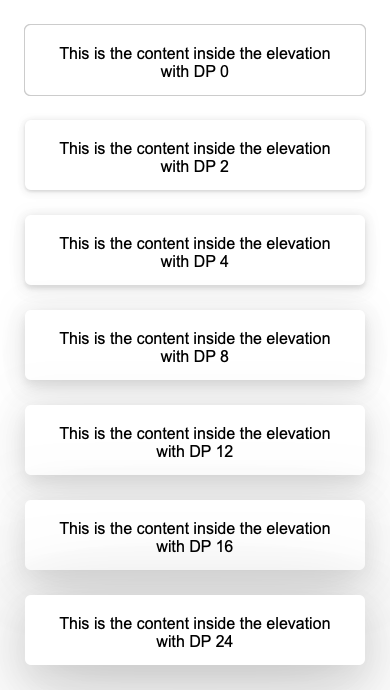 This is the content inside the elevation
with DP 0
This is the content inside the elevation
with DP 2
This is the content inside the elevation
with DP 4
This is the content inside the elevation
with DP 8
This is the content inside the elevation
with DP 12
This is the content inside the elevation
with DP 16
This is the content inside the elevation
with DP 24